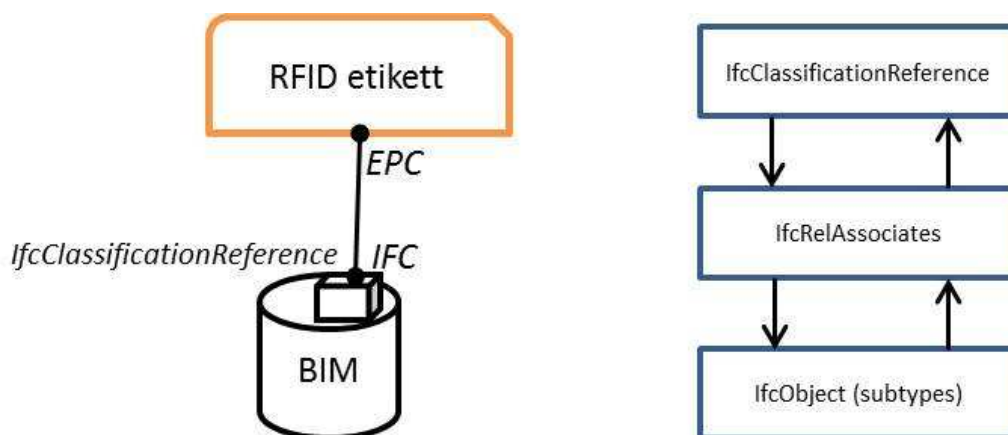 RFID etikett
EPC
IfcClassificationReference
IFC
BIM
IfcClassificationReference
IfcRelAssociates
IfcObject (subtypes)